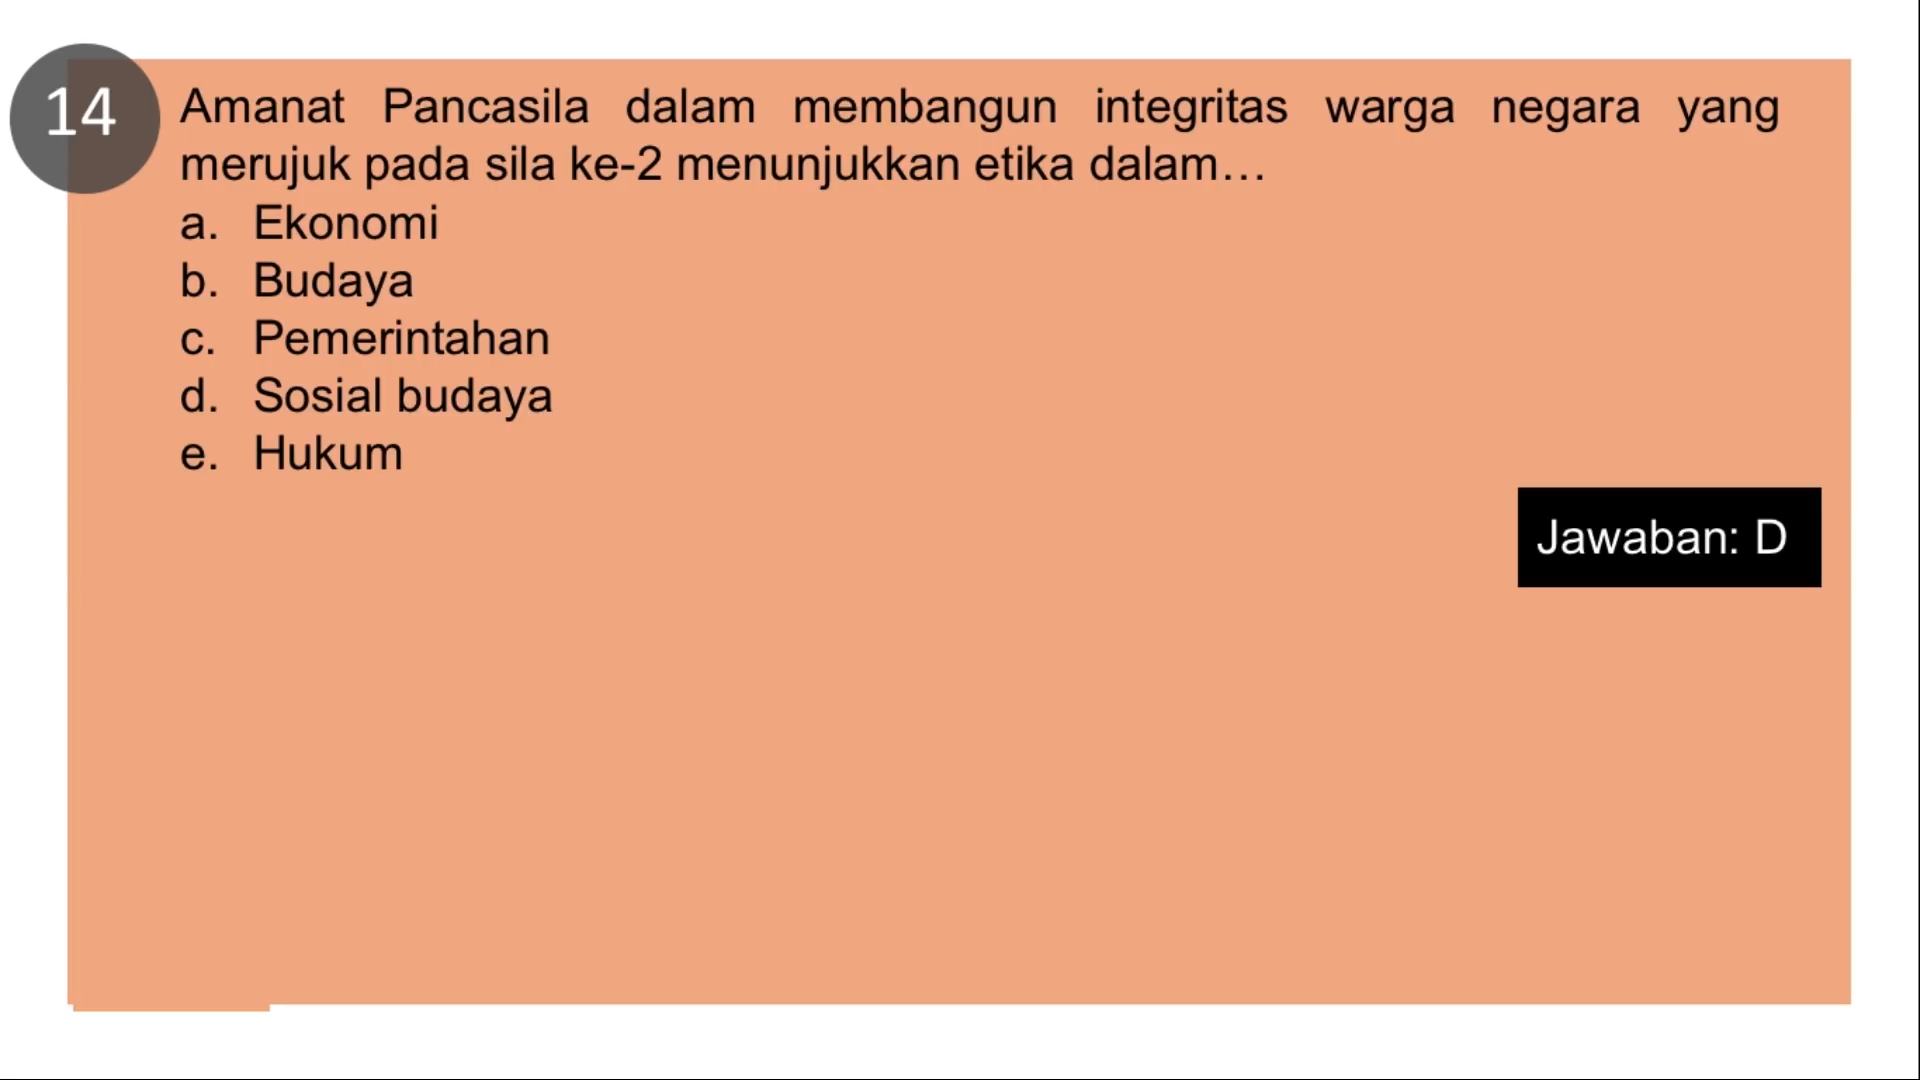 14
Amanat Pancasila dalam membangun integritas warga negara yang
merujuk pada sila ke-2 menunjukkan etika dalam…
a. Ekonomi
b. Budaya
c. Pemerintahan
d. Sosial budaya
e. Hukum
Jawaban: D